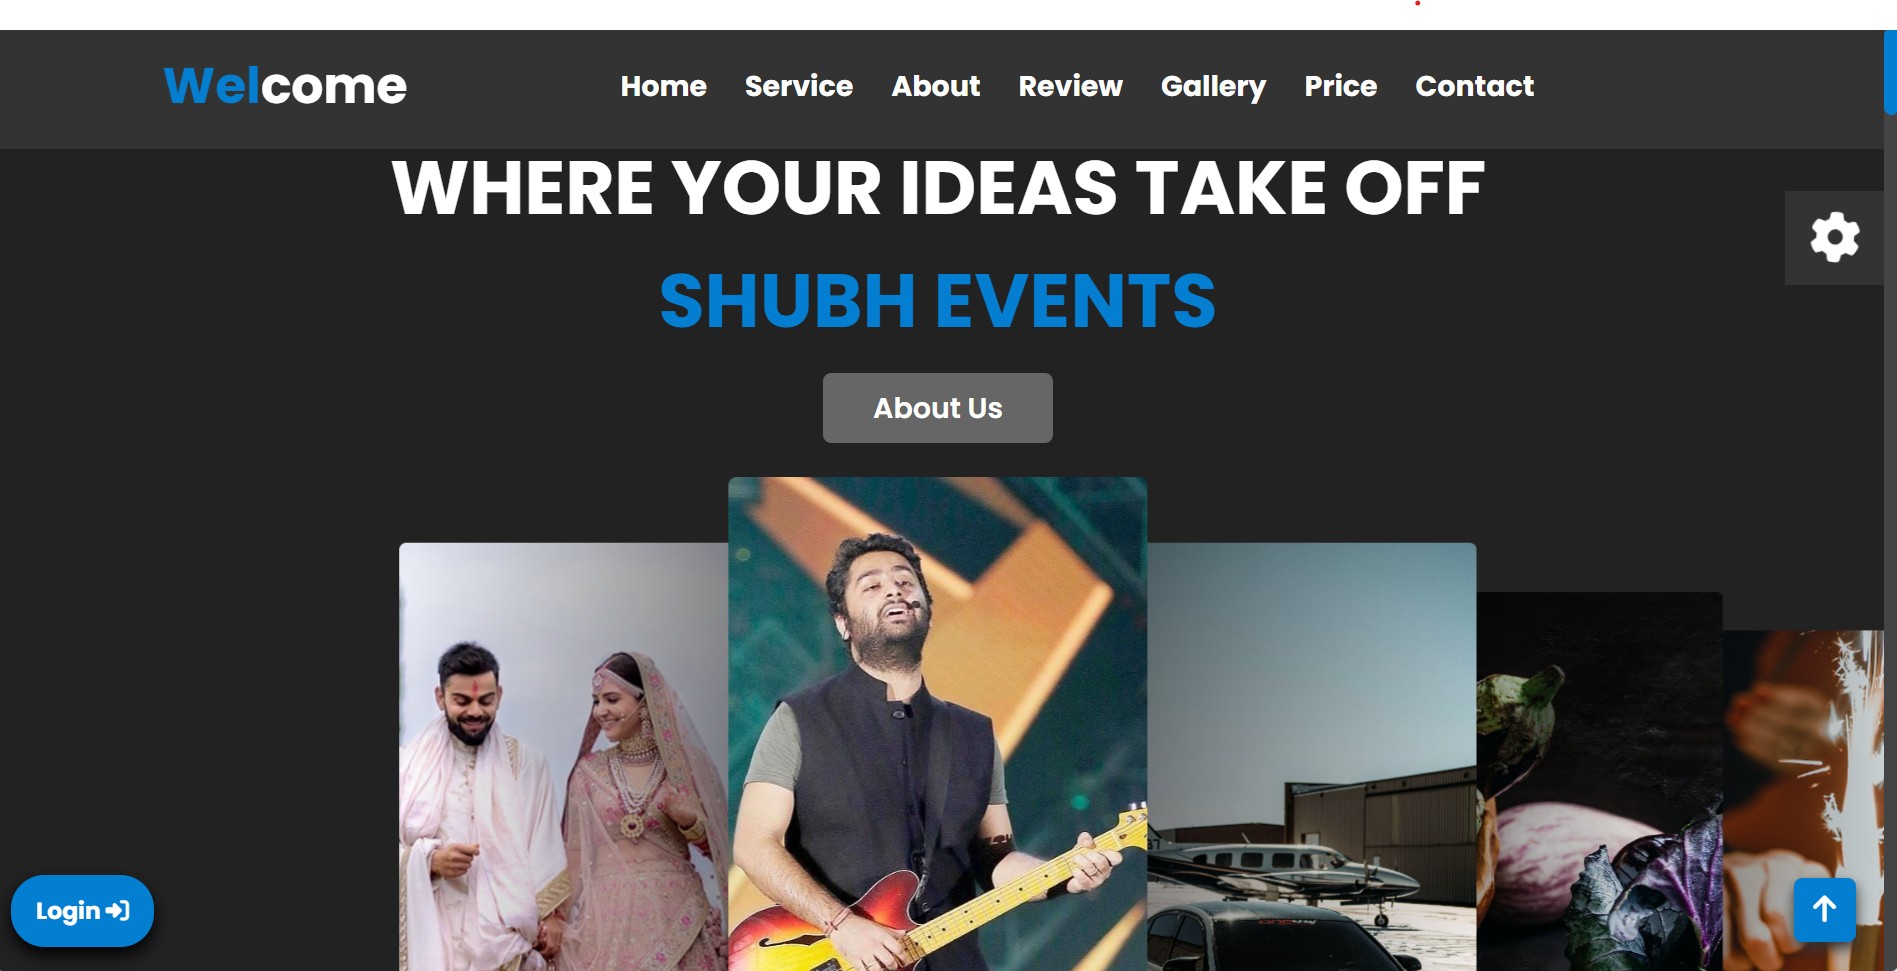 Welcome
Home Service About Review Gallery Price Contact
WHERE YOUR IDEAS TAKE OFF
SHUBH EVENTS
About Us
Login